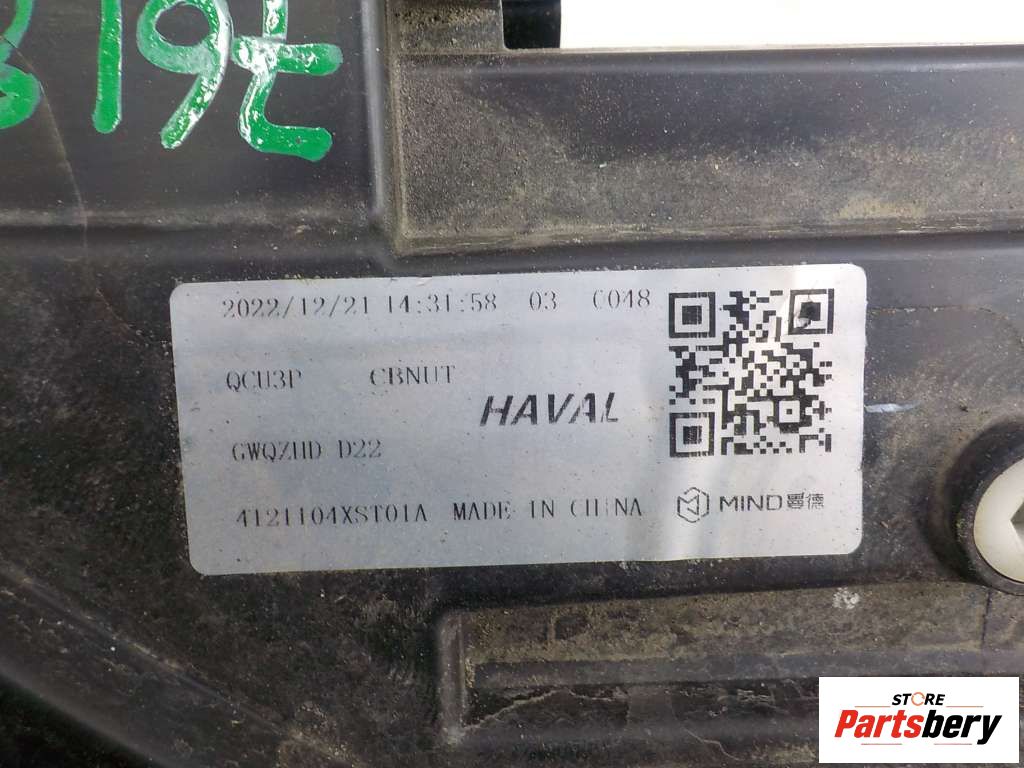 2022/12/21 14:31:58 03 C048
QCU3P CBNUT
HAVAL
GWQZHD D22
4121104XST01A MADE IN CHINA
MIND 曼德
STORE
Partsbery